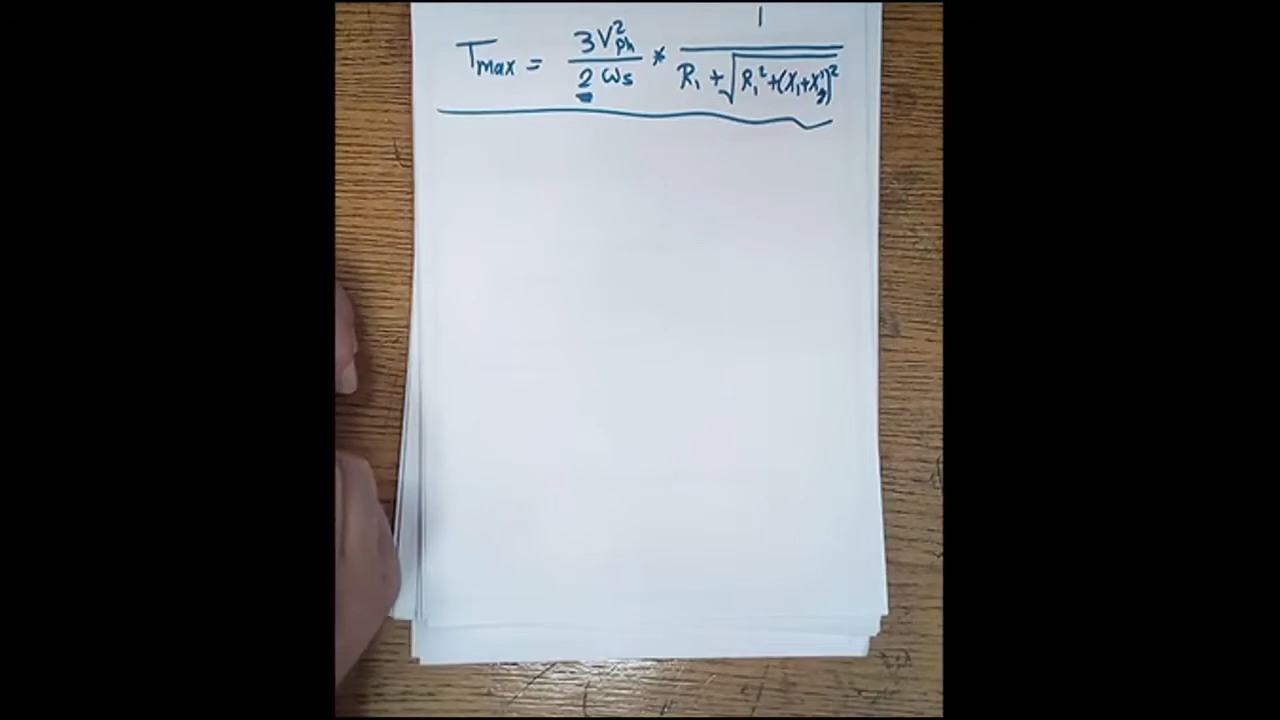 Tmax = 3V²ph / 2 ωs * 1 / R₁ + √R₁² + (X₁+X₂')²